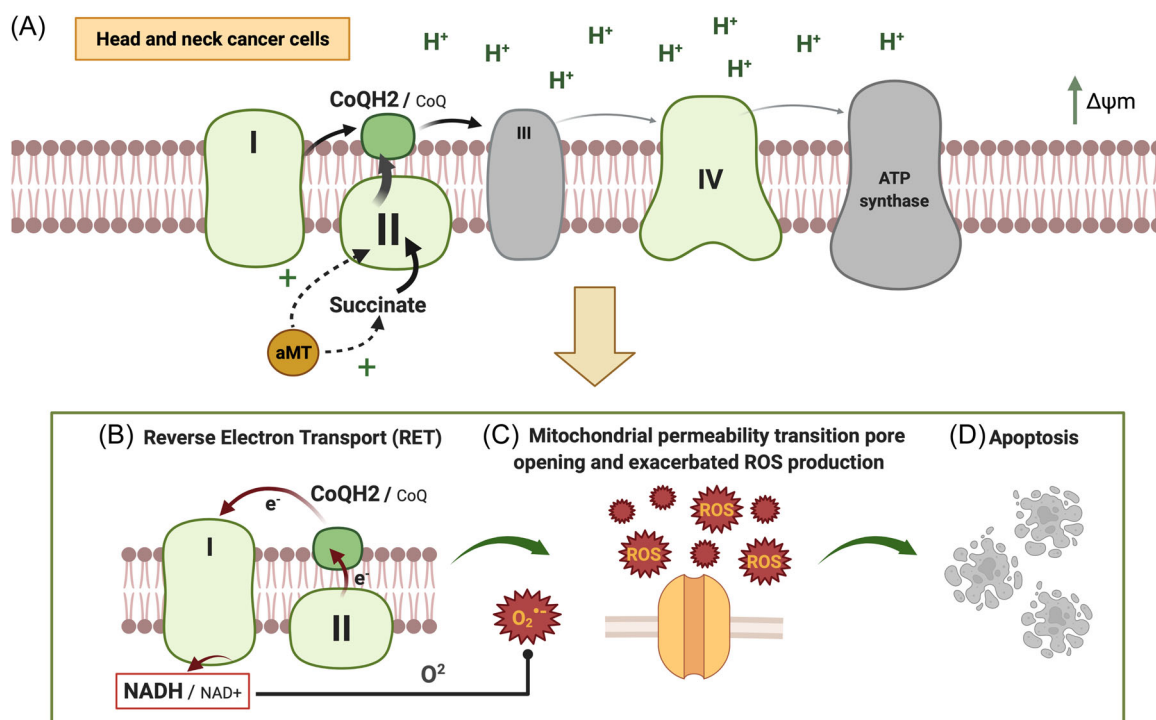 (A)
Head and neck cancer cells
H⁺
H⁺
H⁺
H⁺
H⁺
H⁺
H⁺
H⁺
H⁺
Δψm
CoQH2 / CoQ
I
II
III
IV
ATP
synthase
+
Succinate
aMT
+
(B) Reverse Electron Transport (RET)
CoQH2 / CoQ
e⁻
e⁻
I
II
NADH / NAD+
O²
O₂•⁻
(C) Mitochondrial permeability transition pore
opening and exacerbated ROS production
ROS
ROS
ROS
(D) Apoptosis